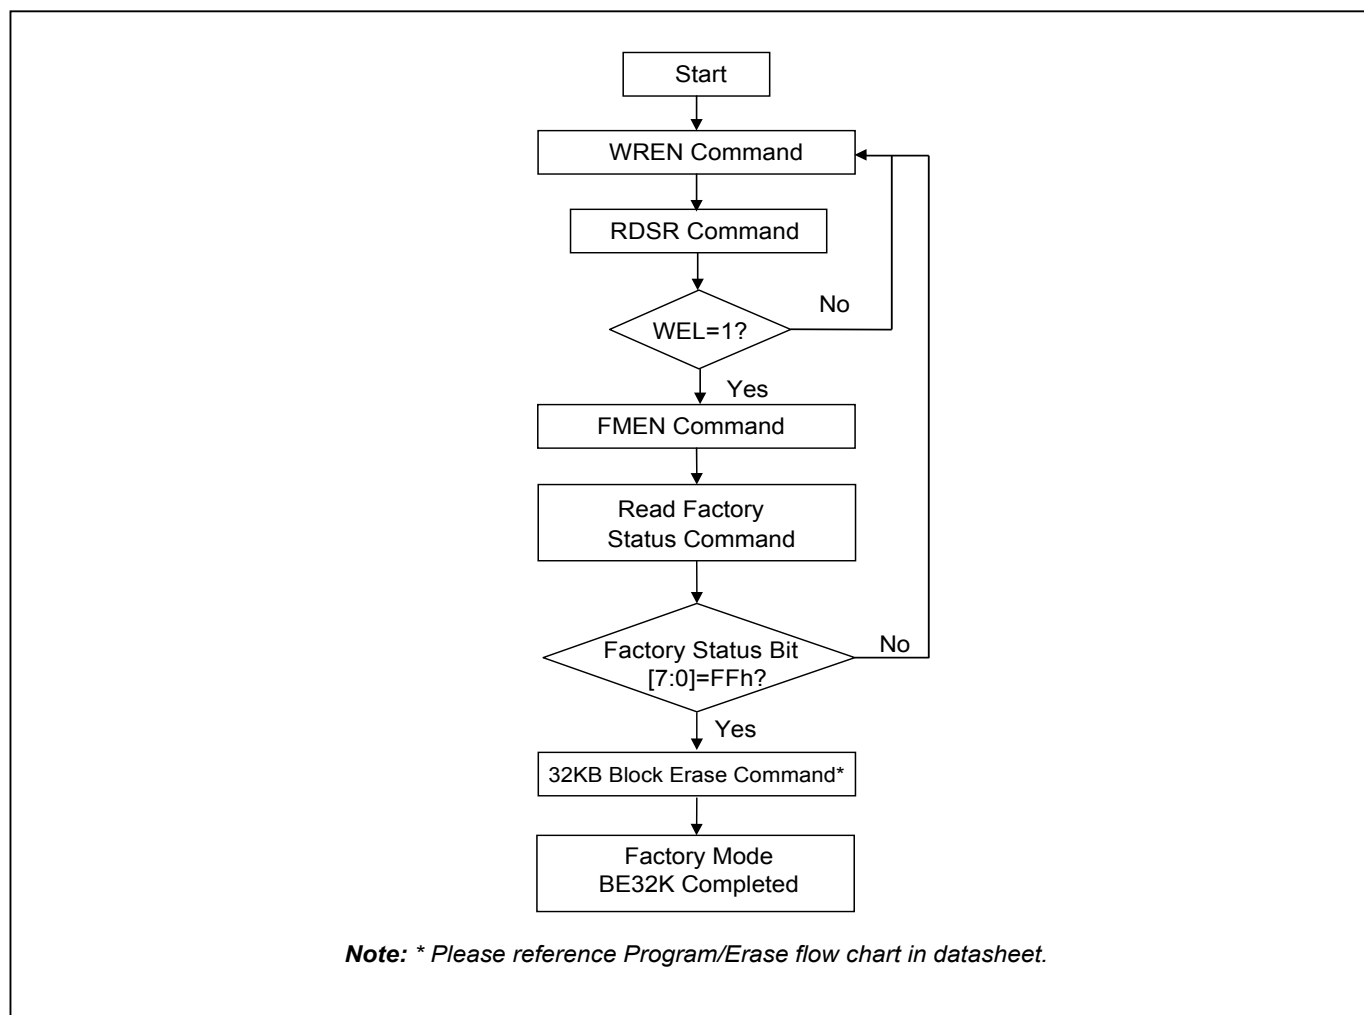 Start
WREN Command
RDSR Command
No
WEL=1?
Yes
FMEN Command
Read Factory
Status Command
No
Factory Status Bit
[7:0]=FFh?
Yes
32KB Block Erase Command*
Factory Mode
BE32K Completed
Note: * Please reference Program/Erase flow chart in datasheet.